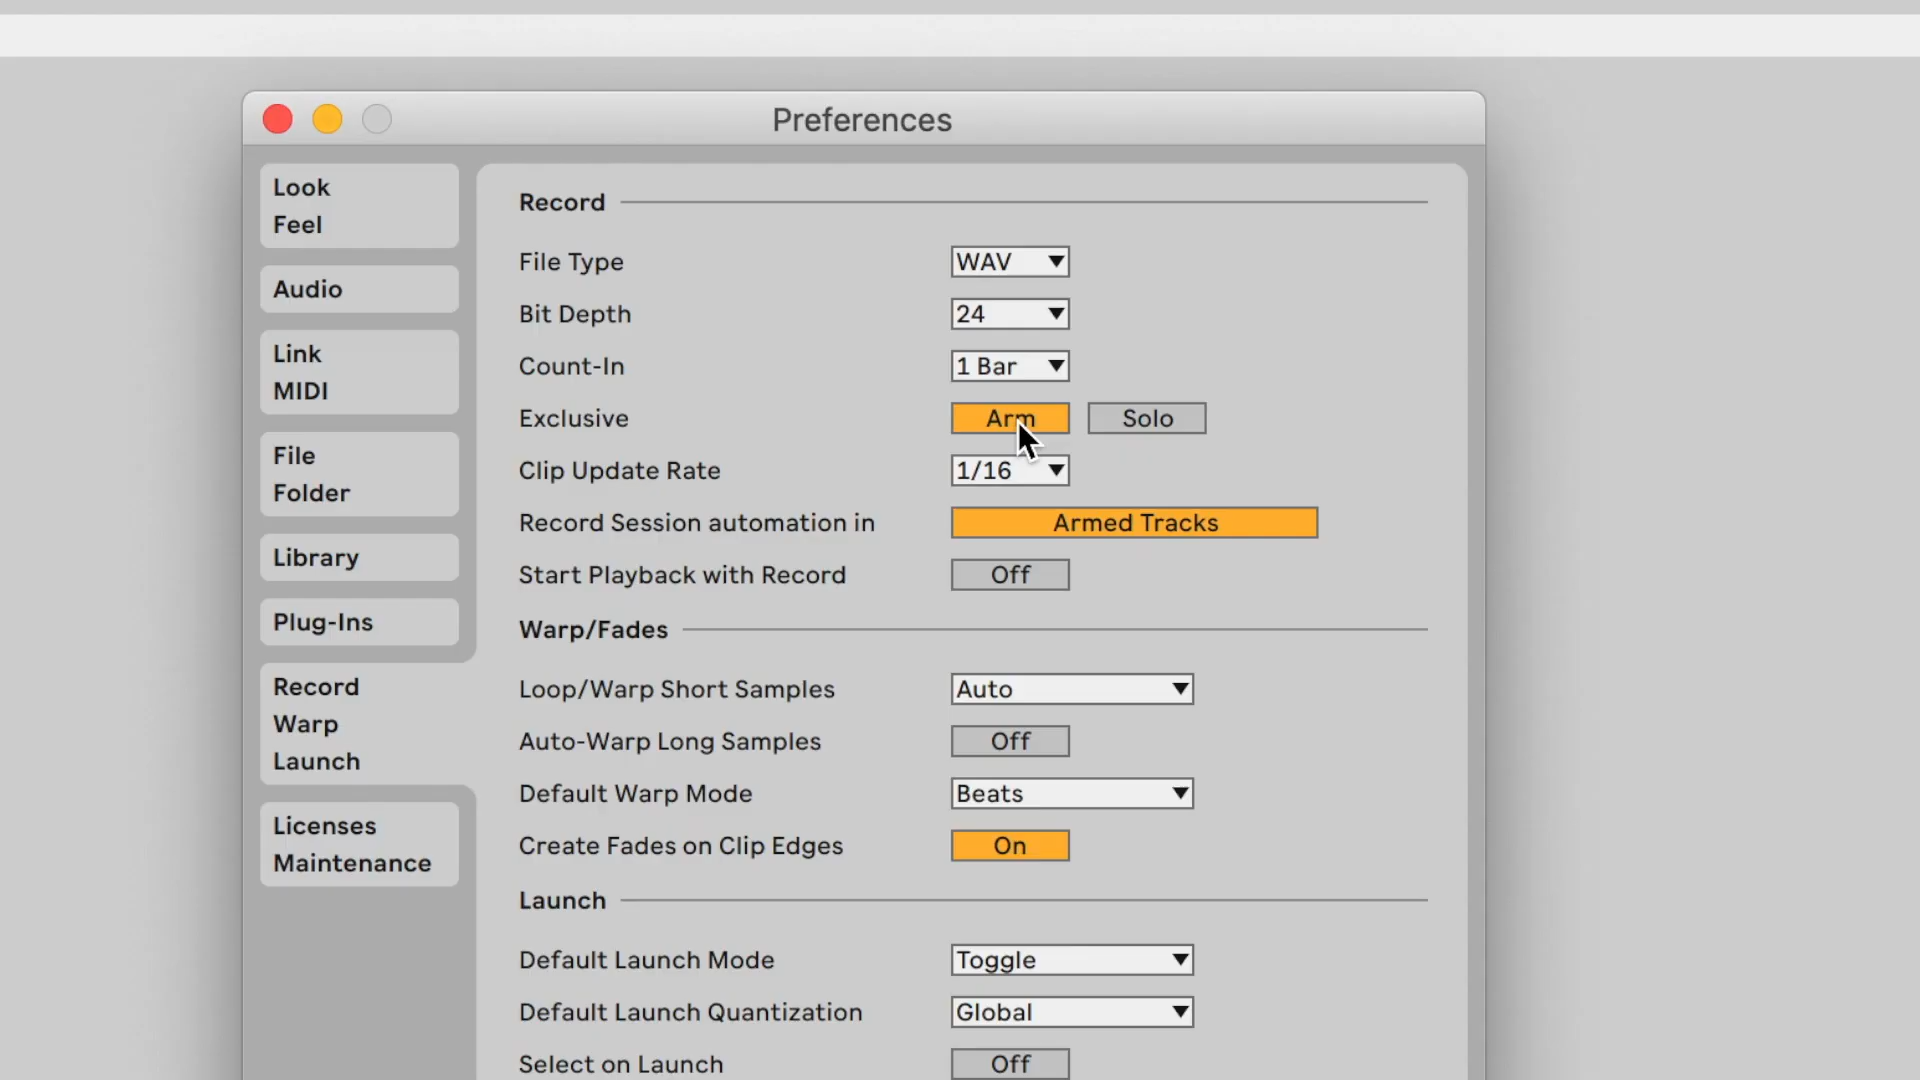 Preferences
Look
Feel
Audio
Link
MIDI
File
Folder
Library
Plug-Ins
Record
Warp
Launch
Licenses
Maintenance
Record
File Type WAV
Bit Depth 24
Count-In 1 Bar
Exclusive Arm Solo
Clip Update Rate 1/16
Record Session automation in Armed Tracks
Start Playback with Record Off
Warp/Fades
Loop/Warp Short Samples Auto
Auto-Warp Long Samples Off
Default Warp Mode Beats
Create Fades on Clip Edges On
Launch
Default Launch Mode Toggle
Default Launch Quantization Global
Select on Launch Off